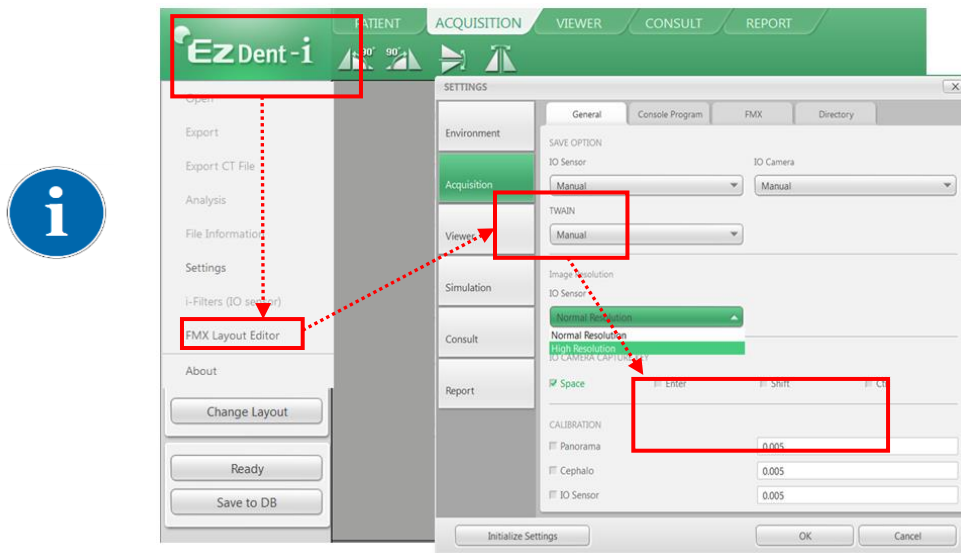 i
EzDent-i
PATIENT ACQUISITION VIEWER CONSULT REPORT
90° 90°
SETTINGS
Open
Export
Export CT File
Analysis
File Information
Settings
i-Filters (IO sensor)
FMX Layout Editor
About
Change Layout
Ready
Save to DB
Environment
Acquisition
Viewer
Simulation
Consult
Report
General Console Program FMX Directory
SAVE OPTION
IO Sensor IO Camera
Manual Manual
TWAIN
Manual
Image Resolution
IO Sensor
Normal Resolution
Normal Resolution
High Resolution
IO CAMERA CAPTURE KEY
Space Enter Shift Ctrl
CALIBRATION
Panorama 0.005
Cephalo 0.005
IO Sensor 0.005
Initialize Settings OK Cancel